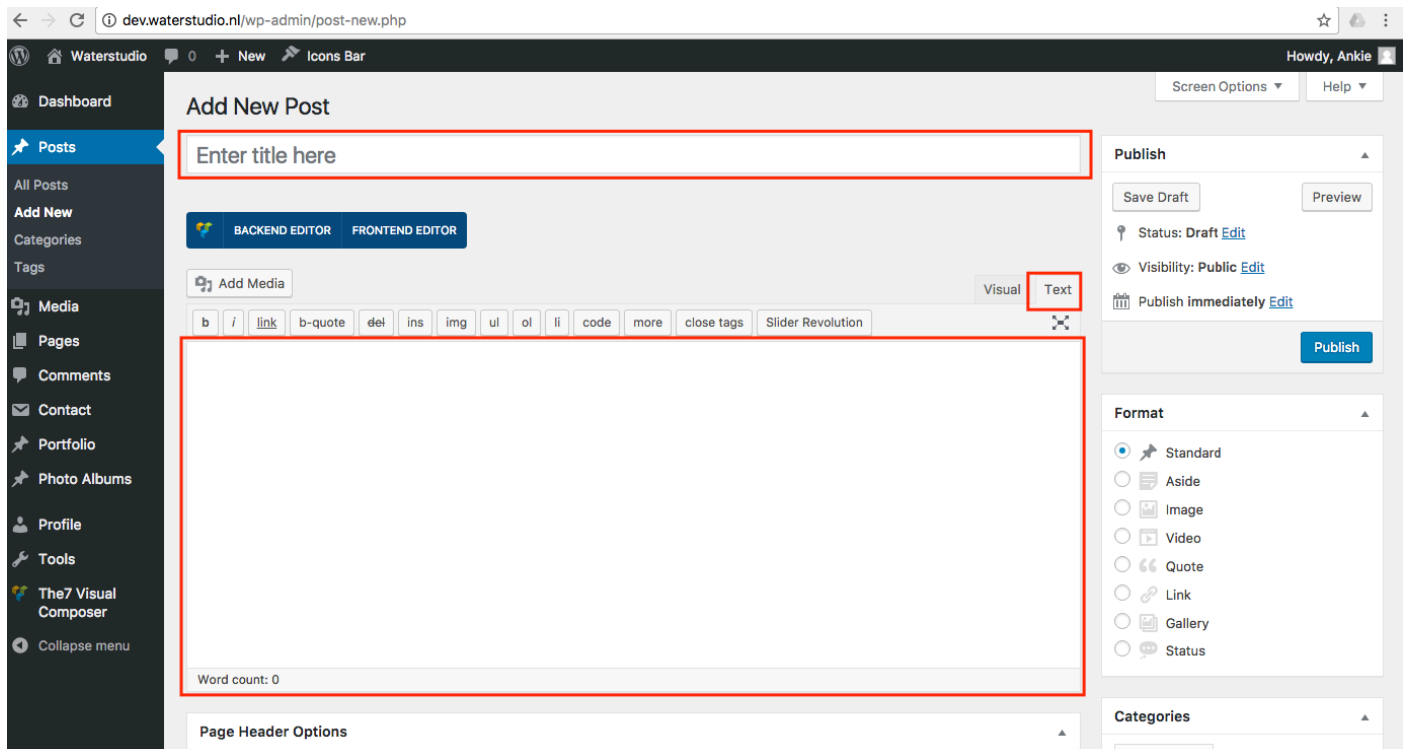 dev.waterstudio.nl/wp-admin/post-new.php
Waterstudio 0 New Icons Bar Howdy, Ankie
Screen Options Help
Dashboard
Posts
All Posts
Add New
Categories
Tags
Media
Pages
Comments
Contact
Portfolio
Photo Albums
Profile
Tools
The7 Visual
Composer
Collapse menu
Add New Post
Enter title here
BACKEND EDITOR FRONTEND EDITOR
Add Media
Visual Text
b i link b-quote del ins img ul ol li code more close tags Slider Revolution
Word count: 0
Page Header Options
Publish
Save Draft Preview
Status: Draft Edit
Visibility: Public Edit
Publish immediately Edit
Publish
Format
Standard
Aside
Image
Video
Quote
Link
Gallery
Status
Categories